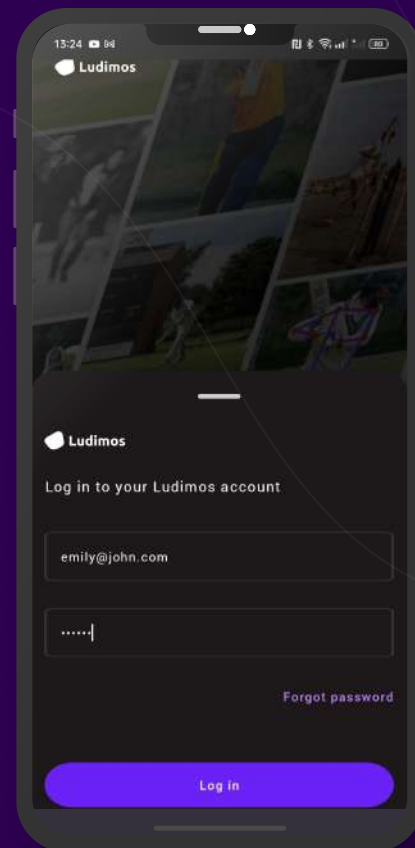 13:24
Ludimos
Ludimos
Log in to your Ludimos account
emily@john.com
••••••
Forgot password
Log in